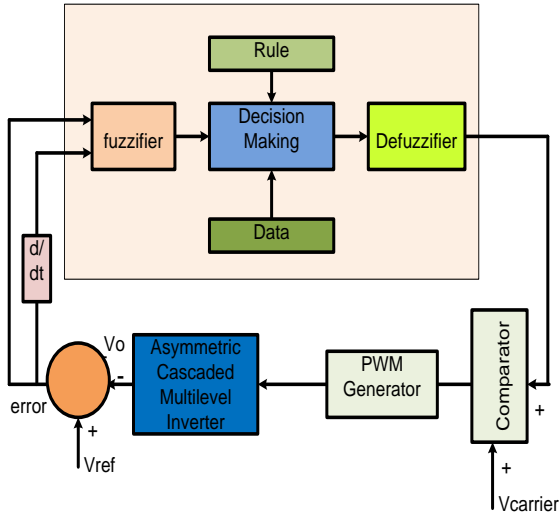 Rule
fuzzifier
Decision
Making
Defuzzifier
Data
d/
dt
Vo
-
-
error
+
Vref
Asymmetric
Cascaded
Multilevel
Inverter
PWM
Generator
Comparator
+
+
Vcarrier